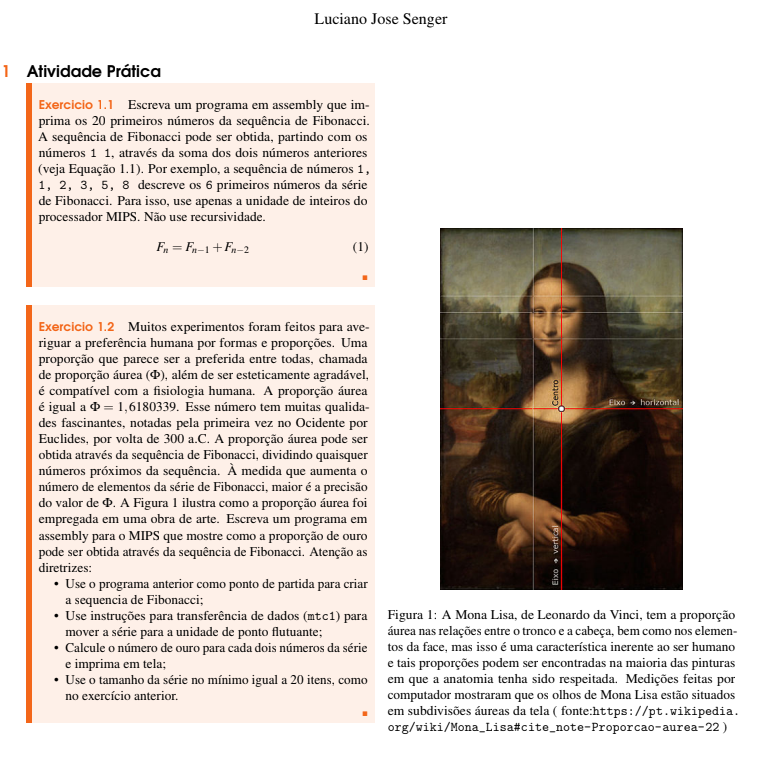 Luciano Jose Senger
1 Atividade Prática
Exercicio 1.1 Escreva um programa em assembly que im-
prima os 20 primeiros números da sequência de Fibonacci.
A sequência de Fibonacci pode ser obtida, partindo com os
números 1 1, através da soma dos dois números anteriores
(veja Equação 1.1). Por exemplo, a sequência de números 1,
1, 2, 3, 5, 8 descreve os 6 primeiros números da série
de Fibonacci. Para isso, use apenas a unidade de inteiros do
processador MIPS. Não use recursividade.
Fn = Fn−1 + Fn−2 (1)
Exercicio 1.2 Muitos experimentos foram feitos para ave-
riguar a preferência humana por formas e proporções. Uma
proporção que parece ser a preferida entre todas, chamada
de proporção áurea (Φ), além de ser esteticamente agradável,
é compatível com a fisiologia humana. A proporção áurea
é igual a Φ = 1,6180339. Esse número tem muitas qualida-
des fascinantes, notadas pela primeira vez no Ocidente por
Euclides, por volta de 300 a.C. A proporção áurea pode ser
obtida através da sequência de Fibonacci, dividindo quaisquer
números próximos da sequência. À medida que aumenta o
número de elementos da série de Fibonacci, maior é a precisão
do valor de Φ. A Figura 1 ilustra como a proporção áurea foi
empregada em uma obra de arte. Escreva um programa em
assembly para o MIPS que mostre como a proporção de ouro
pode ser obtida através da sequência de Fibonacci. Atenção as
diretrizes:
• Use o programa anterior como ponto de partida para criar
a sequencia de Fibonacci;
• Use instruções para transferência de dados (mtc1) para
mover a série para a unidade de ponto flutuante;
• Calcule o número de ouro para cada dois números da série
e imprima em tela;
• Use o tamanho da série no mínimo igual a 20 itens, como
no exercício anterior.
Centro
Eixo → horizontal
Eixo → vertical
Figura 1: A Mona Lisa, de Leonardo da Vinci, tem a proporção
áurea nas relações entre o tronco e a cabeça, bem como nos elemen-
tos da face, mas isso é uma característica inerente ao ser humano
e tais proporções podem ser encontradas na maioria das pinturas
em que a anatomia tenha sido respeitada. Medições feitas por
computador mostraram que os olhos de Mona Lisa estão situados
em subdivisões áureas da tela ( fonte:https://pt.wikipedia.
org/wiki/Mona_Lisa#cite_note-Proporcao-aurea-22 )